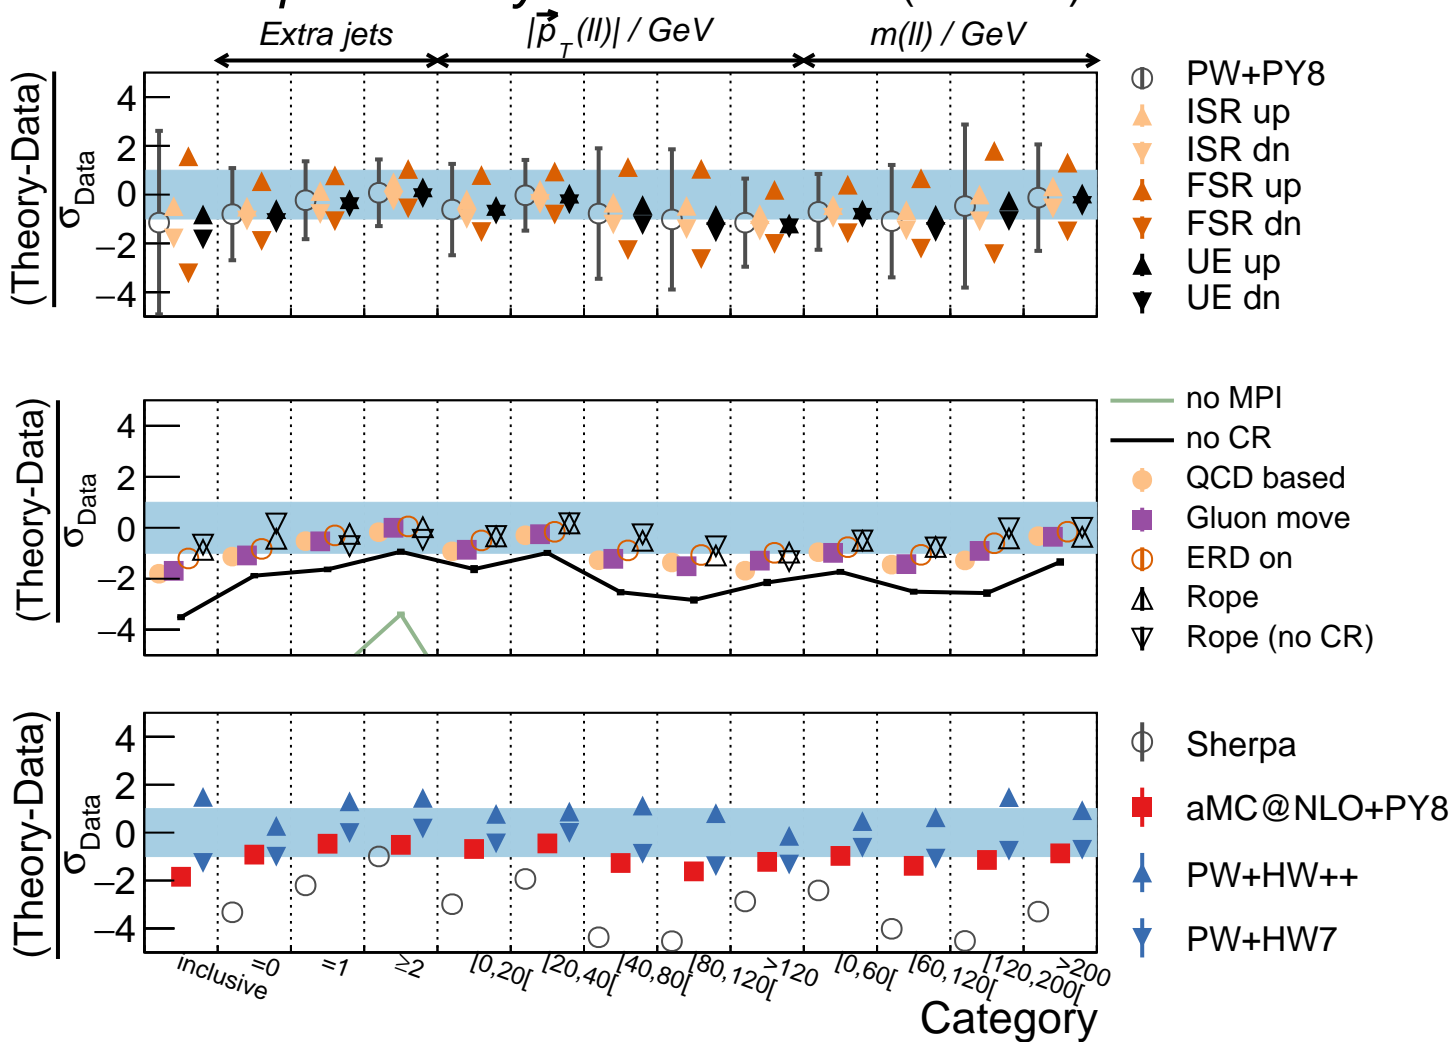 Extra jets
|p⃗_T(ll)| / GeV
m(ll) / GeV
(Theory-Data)
σ_Data
4
2
0
−2
−4
PW+PY8
ISR up
ISR dn
FSR up
FSR dn
UE up
UE dn
(Theory-Data)
σ_Data
4
2
0
−2
−4
no MPI
no CR
QCD based
Gluon move
ERD on
Rope
Rope (no CR)
(Theory-Data)
σ_Data
4
2
0
−2
−4
Sherpa
aMC@NLO+PY8
PW+HW++
PW+HW7
inclusive
=0
=1
≥2
[0,20[
[20,40[
[40,80[
[80,120[
>120
[0,60[
[60,120[
[120,200[
>200
Category